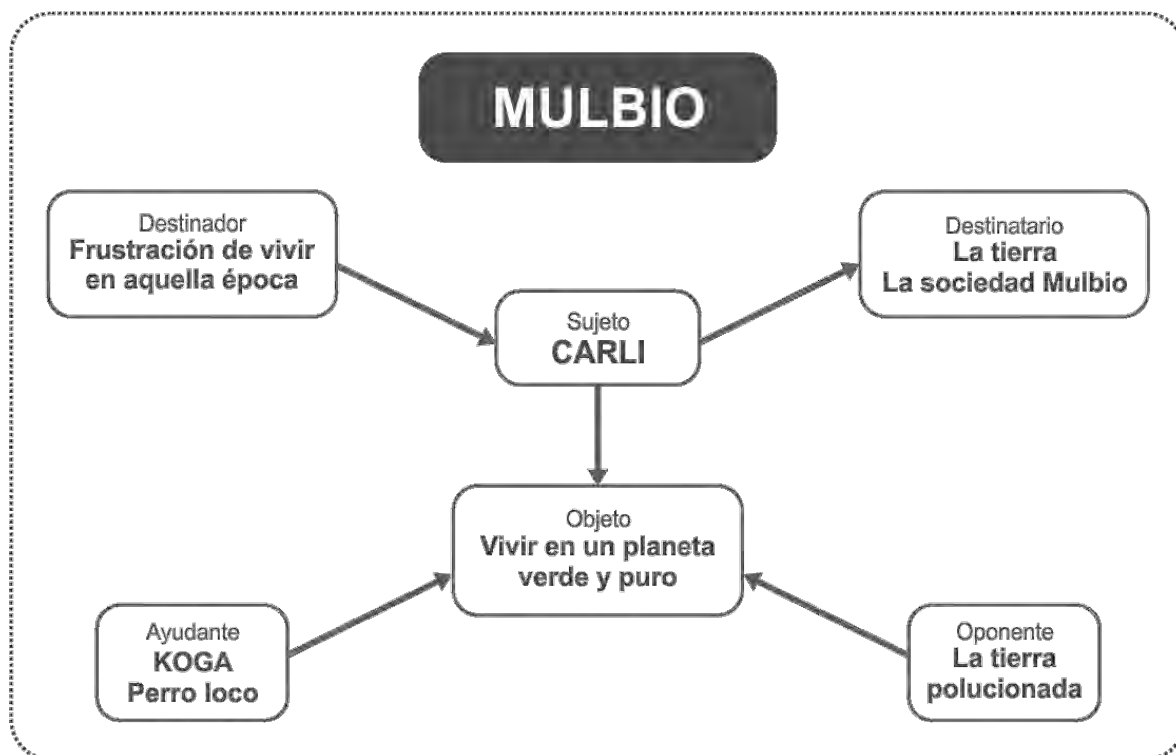 MULBIO
Destinador
Frustración de vivir
en aquella época
Destinatario
La tierra
La sociedad Mulbio
Sujeto
CARLI
Objeto
Vivir en un planeta
verde y puro
Ayudante
KOGA
Perro loco
Oponente
La tierra
polucionada